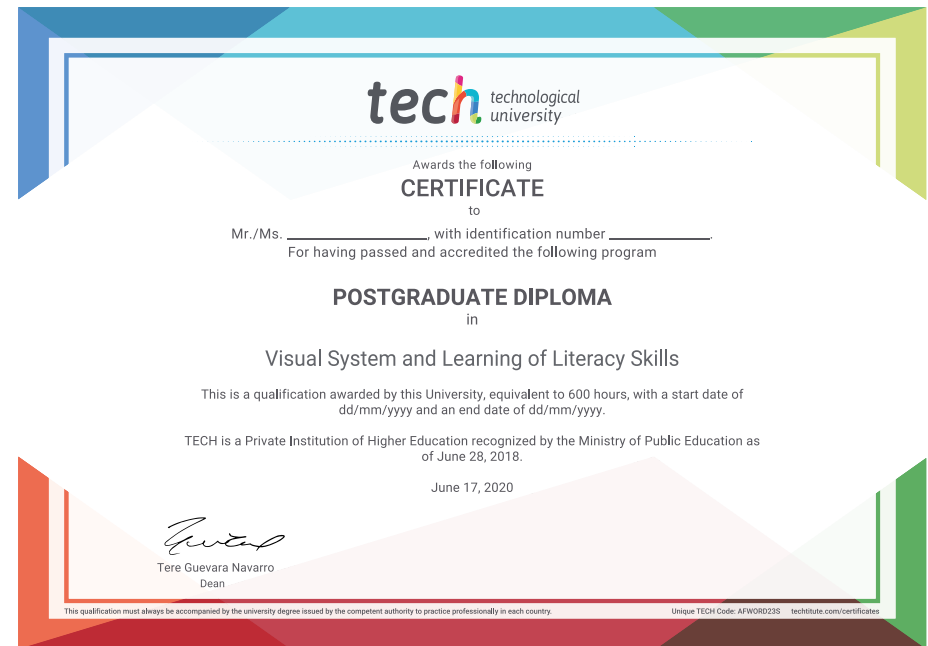 tech technological
university
Awards the following
CERTIFICATE
to
Mr./Ms. ____________________, with identification number ______________.
For having passed and accredited the following program
POSTGRADUATE DIPLOMA
in
Visual System and Learning of Literacy Skills
This is a qualification awarded by this University, equivalent to 600 hours, with a start date of
dd/mm/yyyy and an end date of dd/mm/yyyy.
TECH is a Private Institution of Higher Education recognized by the Ministry of Public Education as
of June 28, 2018.
June 17, 2020
Tere Guevara Navarro
Dean
This qualification must always be accompanied by the university degree issued by the competent authority to practice professionally in each country.
Unique TECH Code: AFWORD23S techtitute.com/certificates